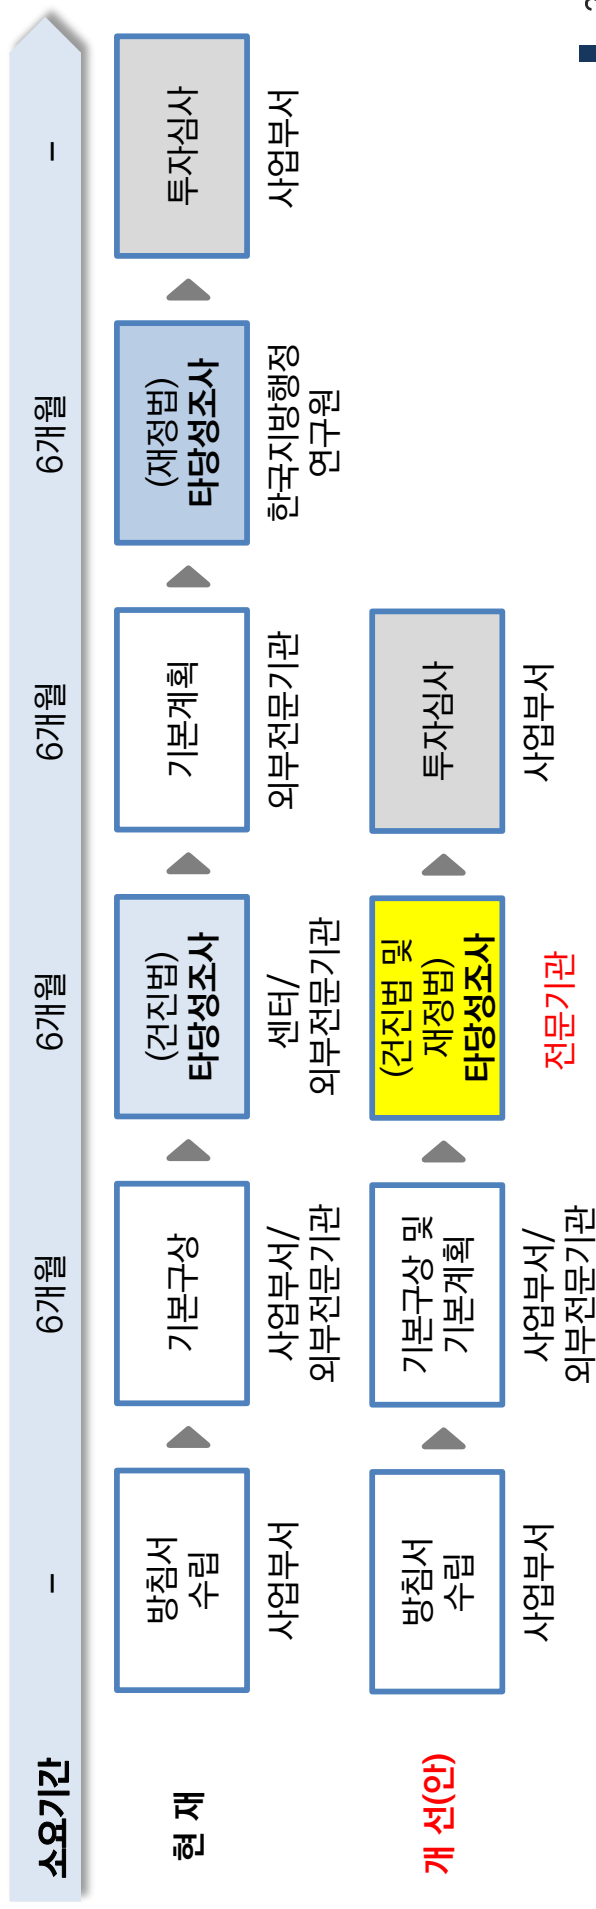 소요기간
–
6개월
6개월
6개월
6개월
–
현 재
방침서
수립
사업부서
기본구상
사업부서/
외부전문기관
(건진법)
타당성조사
센터/
외부전문기관
기본계획
외부전문기관
(재정법)
타당성조사
한국지방행정
연구원
투자심사
사업부서
개 선(안)
방침서
수립
사업부서
기본구상 및
기본계획
사업부서/
외부전문기관
(건진법 및
재정법)
타당성조사
전문기관
투자심사
사업부서